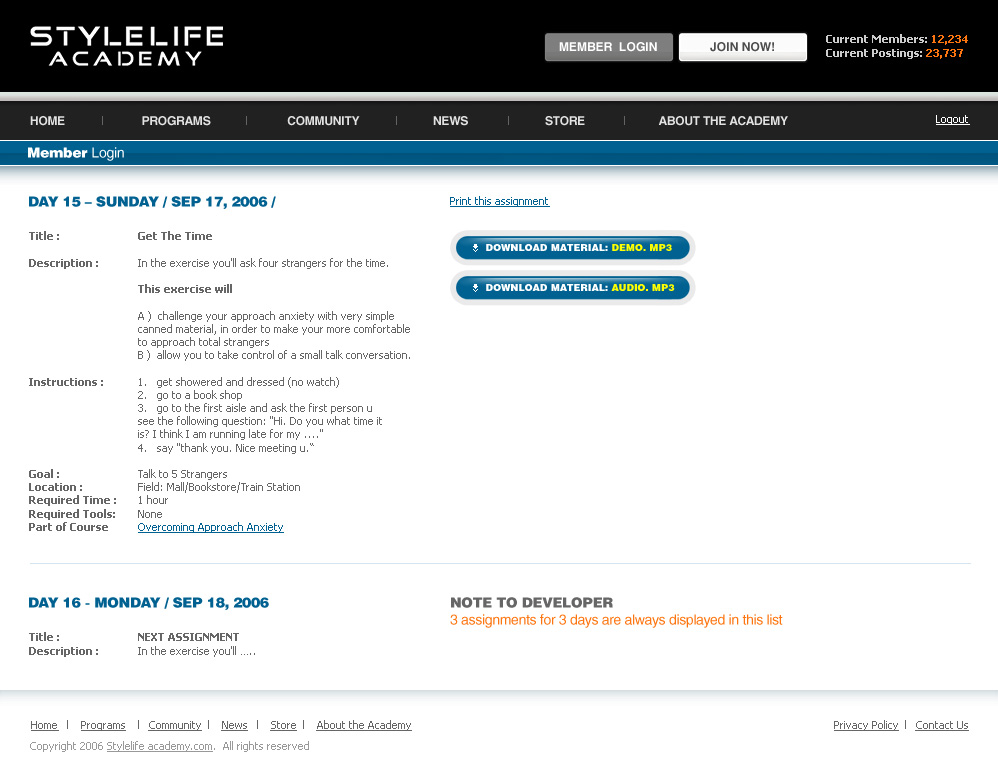 STYLELIFE
ACADEMY
MEMBER LOGIN
JOIN NOW!
Current Members: 12,234
Current Postings: 23,737
HOME | PROGRAMS | COMMUNITY | NEWS | STORE | ABOUT THE ACADEMY
Logout
Member Login
DAY 15 – SUNDAY / SEP 17, 2006 /
Print this assignment
Title : Get The Time
Description : In the exercise you'll ask four strangers for the time.
This exercise will
A ) challenge your approach anxiety with very simple
canned material, in order to make your more comfortable
to approach total strangers
B ) allow you to take control of a small talk conversation.
DOWNLOAD MATERIAL: DEMO. MP3
DOWNLOAD MATERIAL: AUDIO. MP3
Instructions : 1. get showered and dressed (no watch)
2. go to a book shop
3. go to the first aisle and ask the first person u
see the following question: "Hi. Do you what time it
is? I think I am running late for my ...."
4. say "thank you. Nice meeting u."
Goal : Talk to 5 Strangers
Location : Field: Mall/Bookstore/Train Station
Required Time : 1 hour
Required Tools: None
Part of Course Overcoming Approach Anxiety
DAY 16 - MONDAY / SEP 18, 2006
Title : NEXT ASSIGNMENT
Description : In the exercise you'll .....
NOTE TO DEVELOPER
3 assignments for 3 days are always displayed in this list
Home | Programs | Community | News | Store | About the Academy
Privacy Policy | Contact Us
Copyright 2006 Stylelife academy.com. All rights reserved